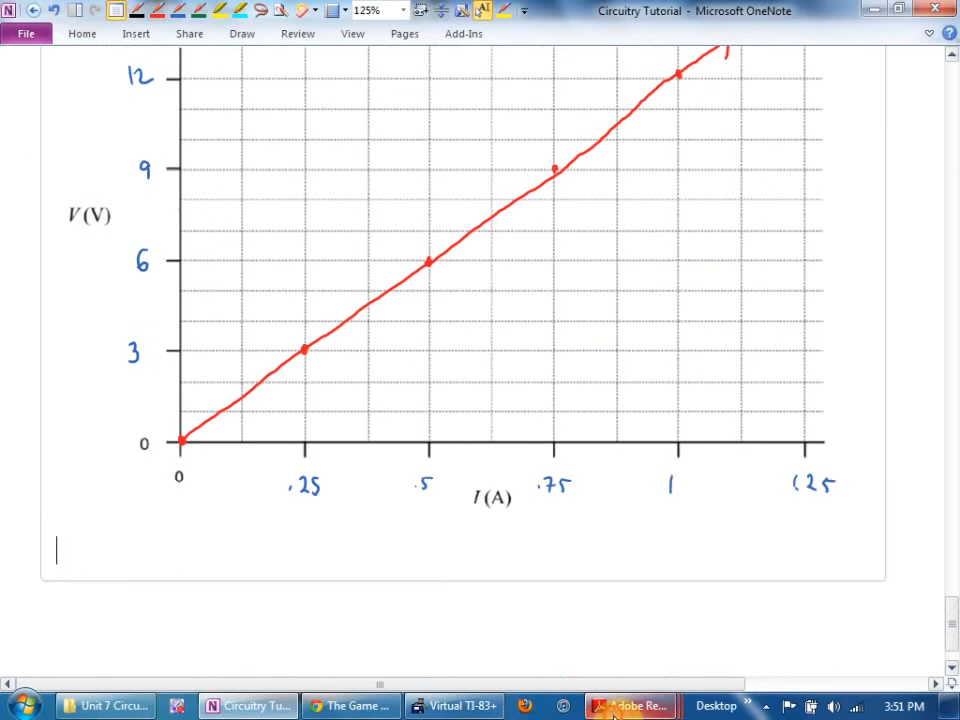 125%
Circuitry Tutorial - Microsoft OneNote
File Home Insert Share Draw Review Pages View Add-Ins
12
9
V (V)
6
3
0
0 .25 .5 .75 1 1.25
I (A)
Unit 7 Circu... Circuitry Tu... The Game ... Virtual TI-83+ Adobe Re... Desktop 3:51 PM